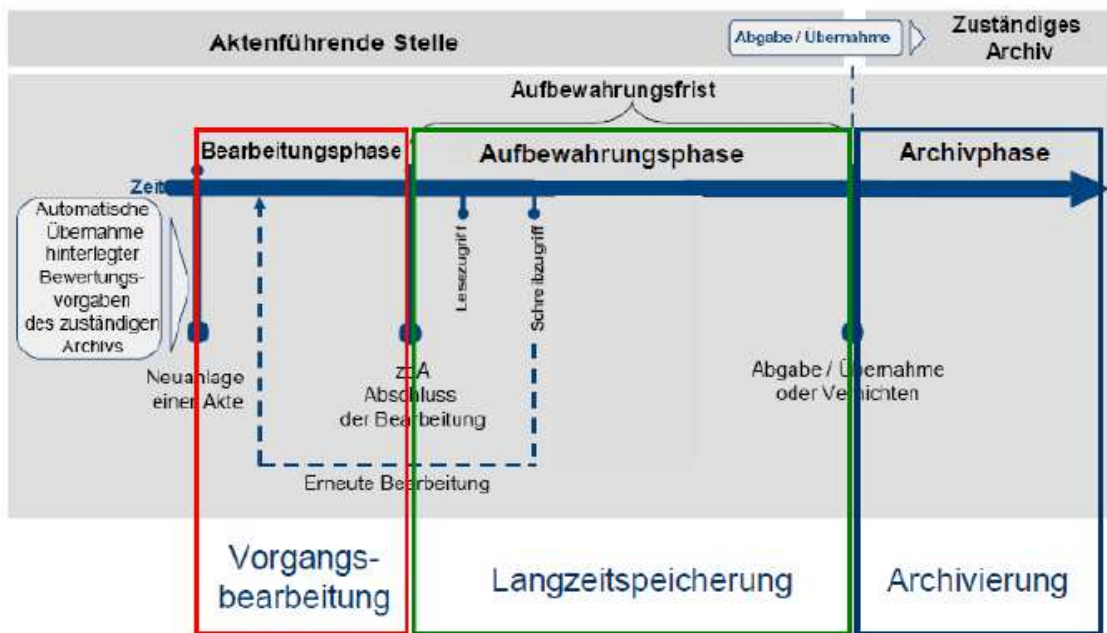 Aktenführende Stelle
Abgabe / Übernahme
Zuständiges
Archiv
Aufbewahrungsfrist
Bearbeitungsphase
Aufbewahrungsphase
Archivphase
Zeit
Automatische
Übernahme
hinterlegter
Bewertungs-
vorgaben
des zuständigen
Archivs
Lesezugriff
Schreibzugriff
Neuanlage
einer Akte
Abschluss
der Bearbeitung
Abgabe / Übernahme
oder Vernichten
Erneute Bearbeitung
Vorgangs-
bearbeitung
Langzeitspeicherung
Archivierung